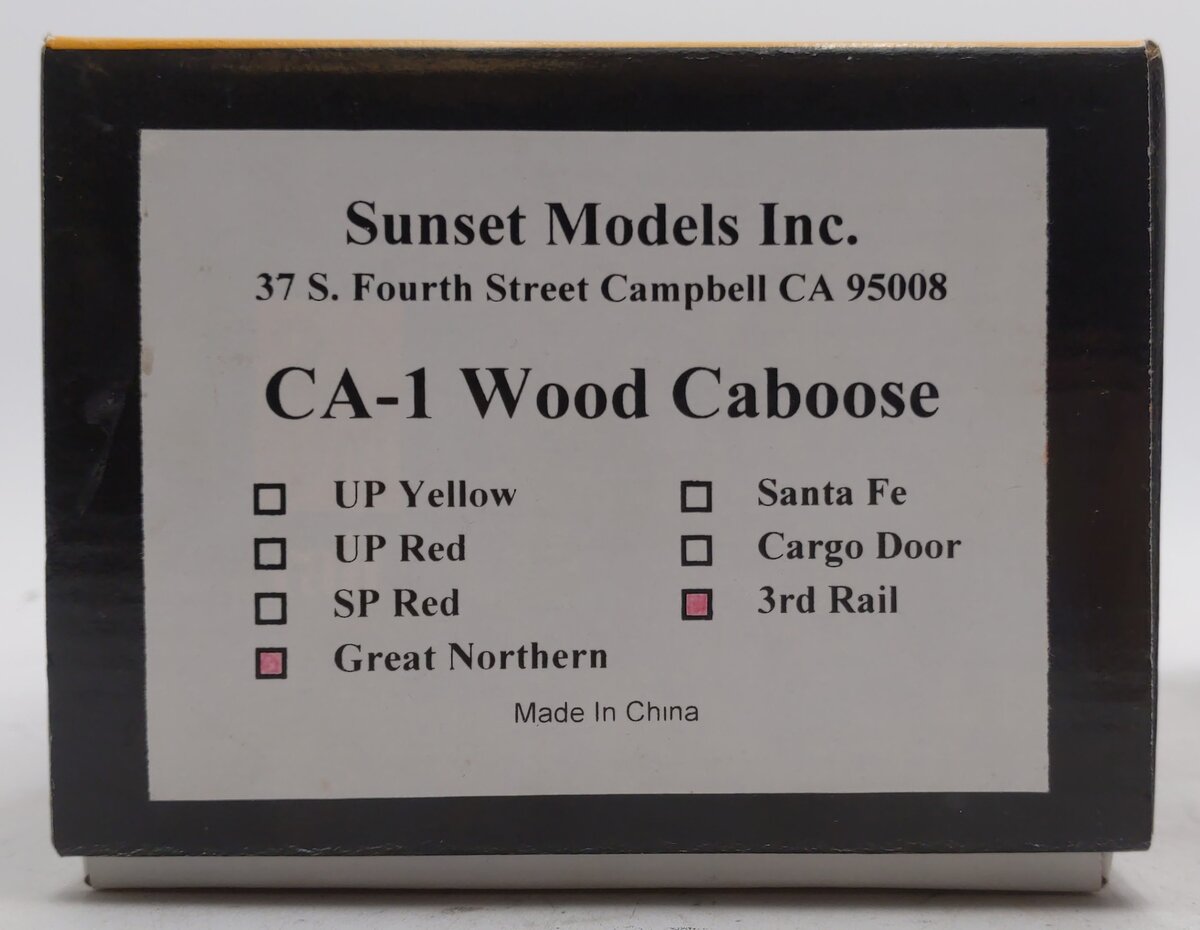 Sunset Models Inc.
37 S. Fourth Street Campbell CA 95008
CA-1 Wood Caboose
UP Yellow
UP Red
SP Red
Great Northern
Santa Fe
Cargo Door
3rd Rail
Made In China